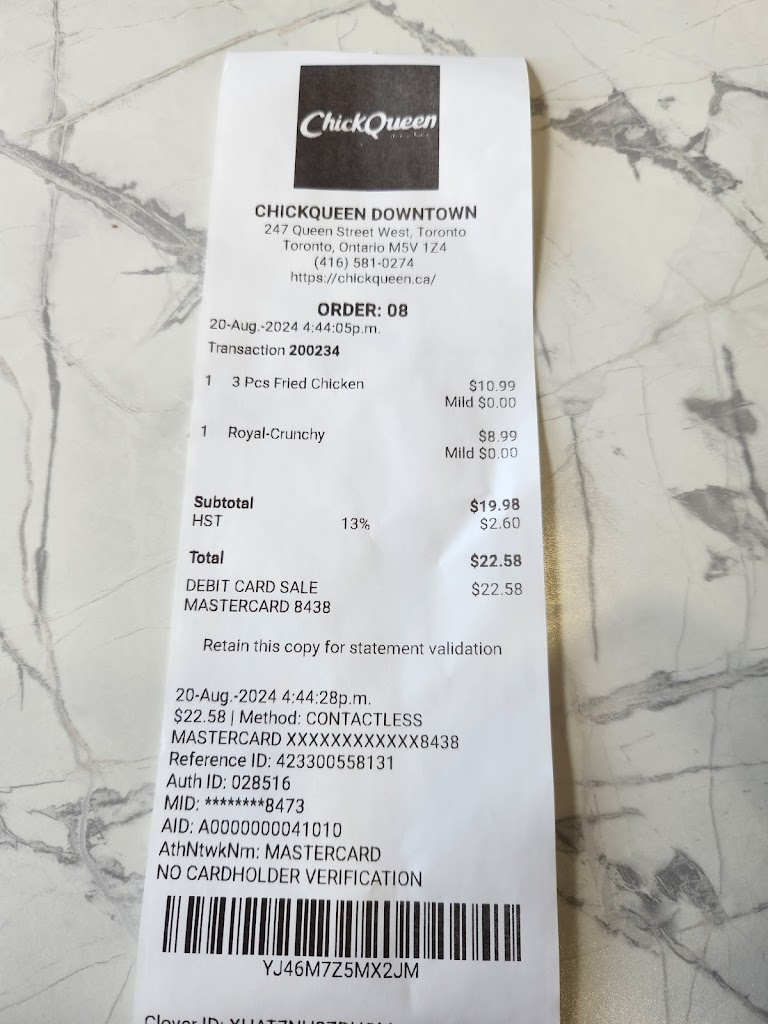 ChickQueen
CHICKQUEEN DOWNTOWN
247 Queen Street West, Toronto
Toronto, Ontario M5V 1Z4
(416) 581-0274
https://chickqueen.ca/
ORDER: 08
20-Aug.-2024 4:44:05p.m.
Transaction 200234
1 3 Pcs Fried Chicken $10.99
Mild $0.00
1 Royal-Crunchy $8.99
Mild $0.00
Subtotal $19.98
HST 13% $2.60
Total $22.58
DEBIT CARD SALE $22.58
MASTERCARD 8438
Retain this copy for statement validation
20-Aug.-2024 4:44:28p.m.
$22.58 | Method: CONTACTLESS
MASTERCARD XXXXXXXXXXXX8438
Reference ID: 423300558131
Auth ID: 028516
MID: ********8473
AID: A0000000041010
AthNtwkNm: MASTERCARD
NO CARDHOLDER VERIFICATION
YJ46M7Z5MX2JM
Clover ID: